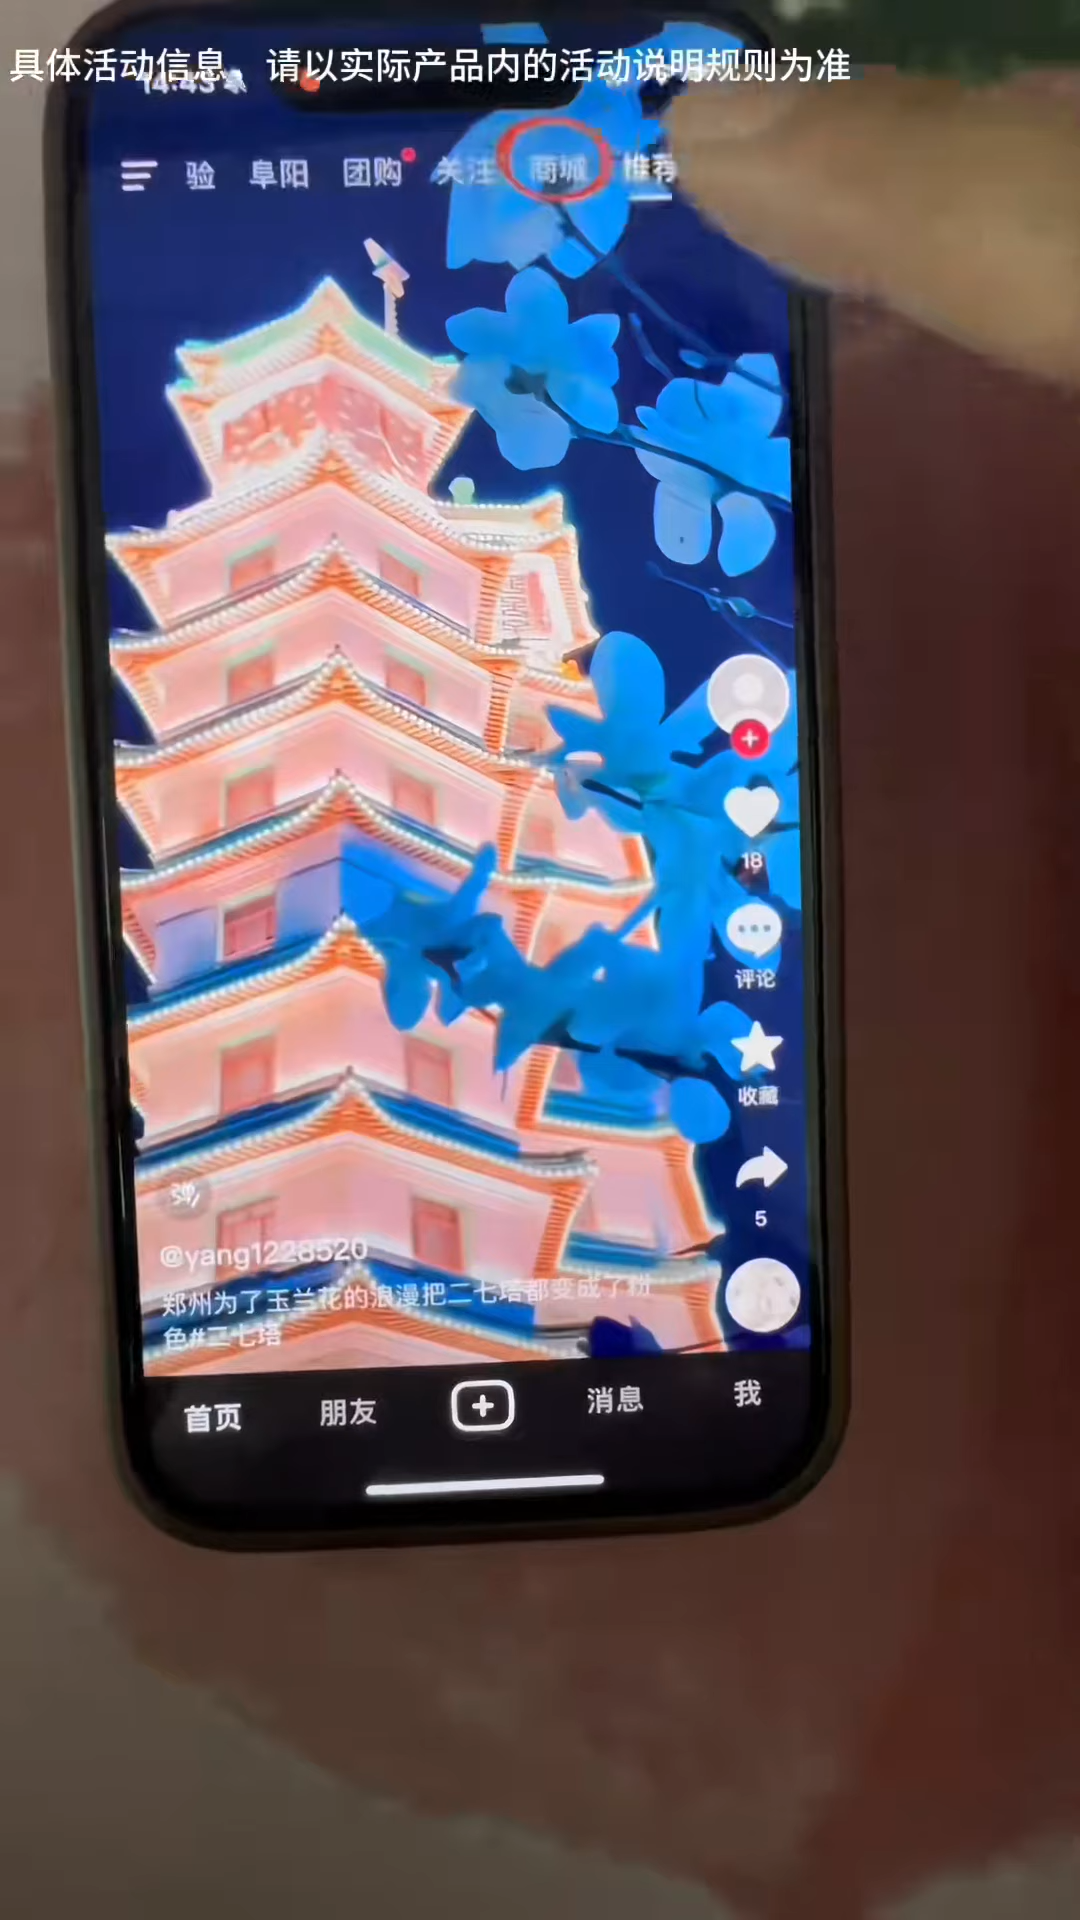 具体活动信息，请以实际产品内的活动说明规则为准
14:43
验 阜阳 团购 关注 商城 推荐
18
评论
收藏
5
弹
@yang1228520
郑州为了玉兰花的浪漫把二七塔都变成了粉
色#二七塔
首页 朋友 消息 我